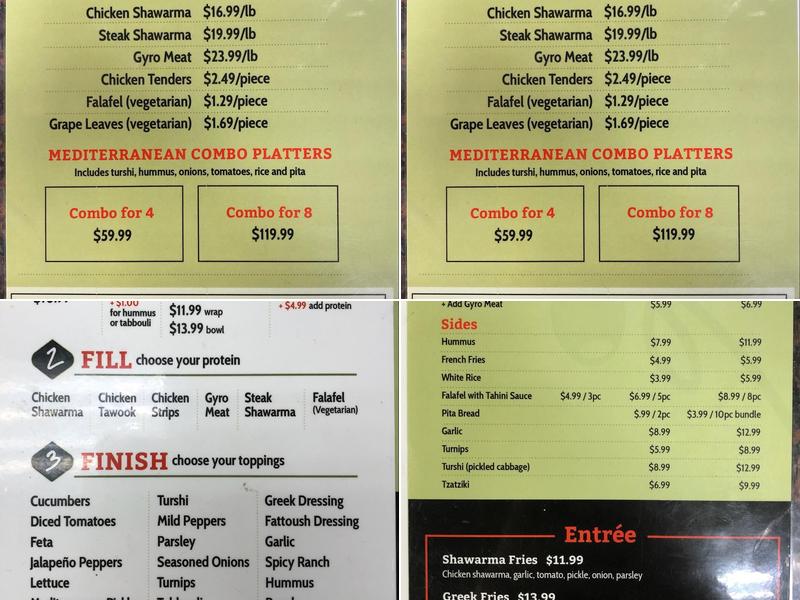 Chicken Shawarma $16.99/lb
Steak Shawarma $19.99/lb
Gyro Meat $23.99/lb
Chicken Tenders $2.49/piece
Falafel (vegetarian) $1.29/piece
Grape Leaves (vegetarian) $1.69/piece
MEDITERRANEAN COMBO PLATTERS
Includes turshi, hummus, onions, tomatoes, rice and pita
Combo for 4 Combo for 8
$59.99 $119.99
Chicken Shawarma $16.99/lb
Steak Shawarma $19.99/lb
Gyro Meat $23.99/lb
Chicken Tenders $2.49/piece
Falafel (vegetarian) $1.29/piece
Grape Leaves (vegetarian) $1.69/piece
MEDITERRANEAN COMBO PLATTERS
Includes turshi, hummus, onions, tomatoes, rice and pita
Combo for 4 Combo for 8
$59.99 $119.99
+ $1.00 + $4.99 add protein
for hummus $11.99 wrap
or tabbouli $13.99 bowl
2 FILL choose your protein
Chicken Chicken Chicken Gyro Steak Falafel
Shawarma Tawook Strips Meat Shawarma (Vegetarian)
3 FINISH choose your toppings
Cucumbers Turshi Greek Dressing
Diced Tomatoes Mild Peppers Fattoush Dressing
Feta Parsley Garlic
Jalapeño Peppers Seasoned Onions Spicy Ranch
Lettuce Turnips Hummus
+ Add Gyro Meat $5.99 $6.99
Sides
Hummus $7.99 $11.99
French Fries $4.99 $5.99
White Rice $3.99 $5.99
Falafel with Tahini Sauce $4.99 / 3pc $6.99 / 5pc $8.99 / 8pc
Pita Bread $.99 / 2pc $3.99 / 10pc bundle
Garlic $8.99 $12.99
Turnips $5.99 $8.99
Turshi (pickled cabbage) $8.99 $12.99
Tzatziki $6.99 $9.99
Entrée
Shawarma Fries $11.99
Chicken shawarma, garlic, tomato, pickle, onion, parsley
Greek Fries $13.99